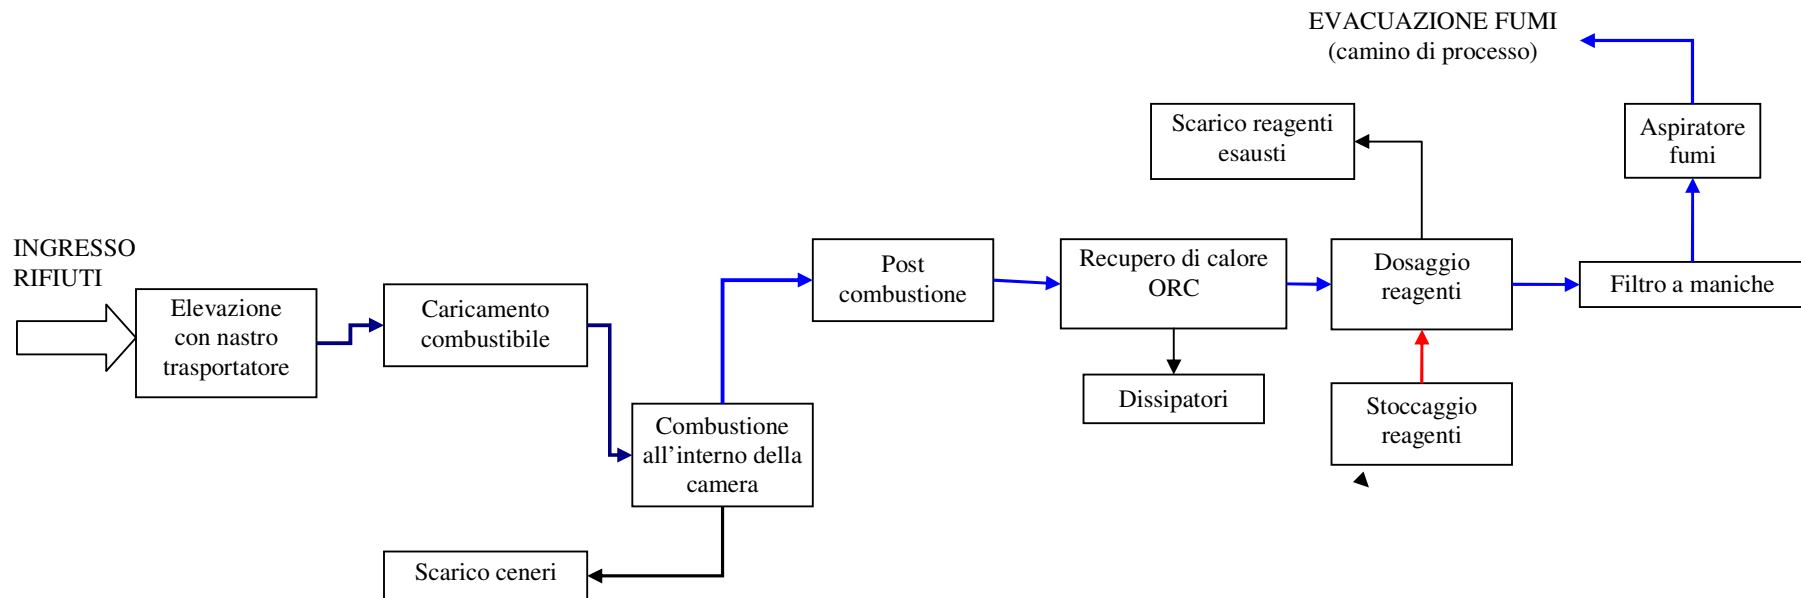 EVACUAZIONE FUMI
(camino di processo)
Scarico reagenti
esausti
Aspiratore
fumi
INGRESSO
RIFIUTI
Elevazione
con nastro
trasportatore
Caricamento
combustibile
Combustione
all’interno della
camera
Scarico ceneri
Post
combustione
Recupero di calore
ORC
Dissipatori
Dosaggio
reagenti
Stoccaggio
reagenti
Filtro a maniche